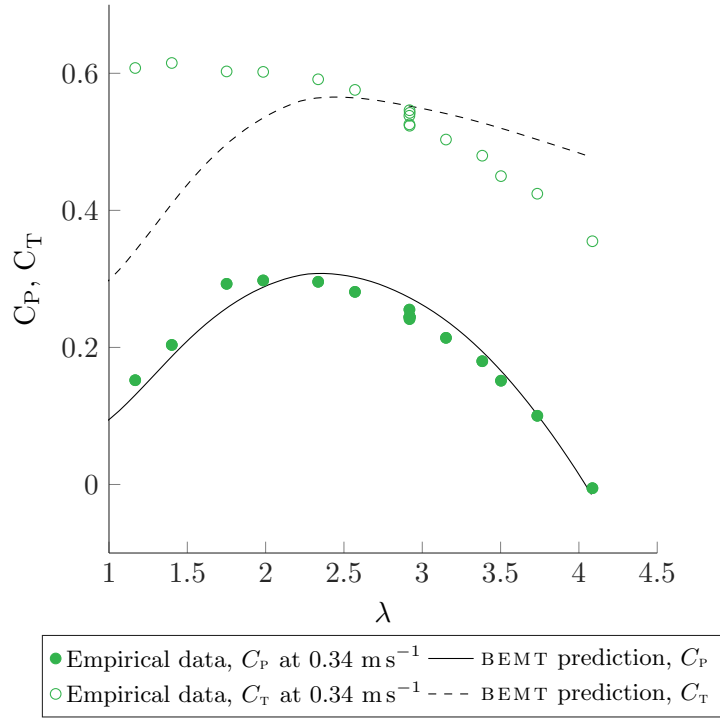 0.6
0.4
0.2
0
C_P, C_T
1 1.5 2 2.5 3 3.5 4 4.5
λ
Empirical data, C_P at 0.34 m s⁻¹ BEMT prediction, C_P
Empirical data, C_T at 0.34 m s⁻¹ BEMT prediction, C_T